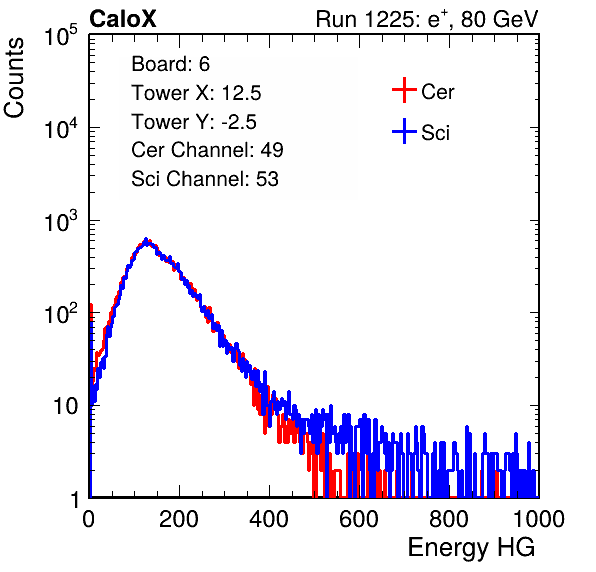 CaloX Run 1225: e⁺, 80 GeV
Counts
Board: 6
Tower X: 12.5
Tower Y: -2.5
Cer Channel: 49
Sci Channel: 53
Cer
Sci
10⁵
10⁴
10³
10²
10
1
0 200 400 600 800 1000
Energy HG